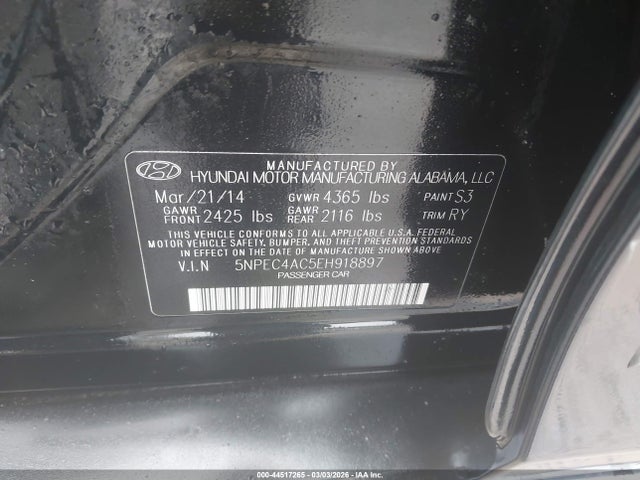 MANUFACTURED BY
HYUNDAI MOTOR MANUFACTURING ALABAMA, LLC
Mar/21/14 GVWR 4365 lbs PAINT S3
GAWR FRONT 2425 lbs GAWR REAR 2116 lbs TRIM RY
THIS VEHICLE CONFORMS TO ALL APPLICABLE U.S.A. FEDERAL
MOTOR VEHICLE SAFETY, BUMPER, AND THEFT
PREVENTION STANDARDS IN EFFECT ON THE DATE OF MANUFACTURE SHOWN ABOVE.
V.I.N 5NPEC4AC5EH918897
PASSENGER CAR
000-44517265 - 03/03/2026 - IAA Inc.